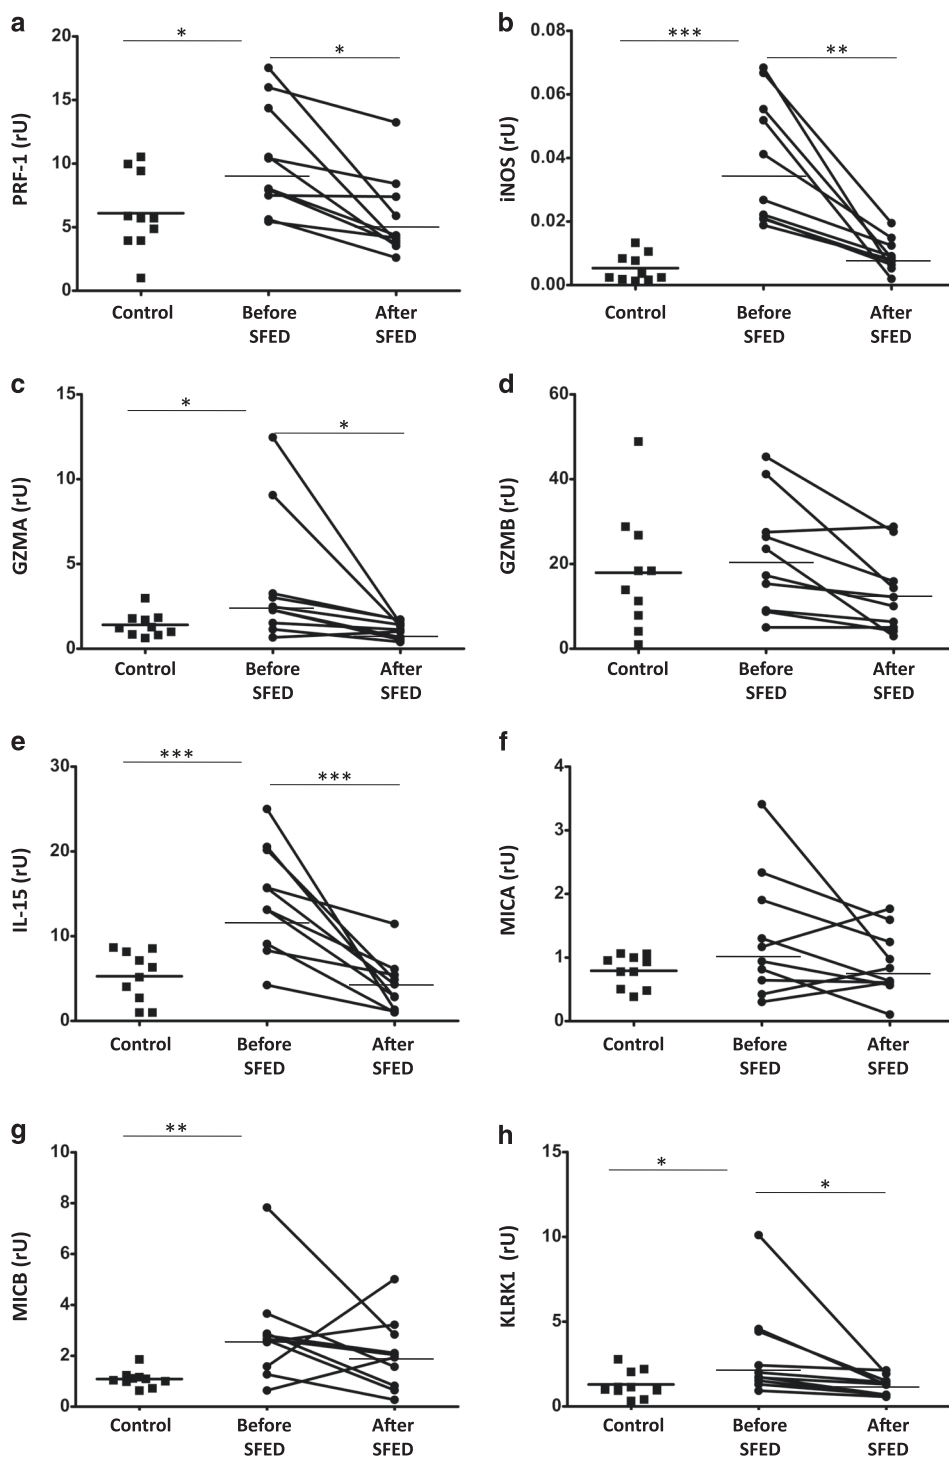 a
*
*
PRF-1 (rU)
20
15
10
5
0
Control
Before
SFED
After
SFED
b
***
**
iNOS (rU)
0.08
0.06
0.04
0.02
0.00
Control
Before
SFED
After
SFED
c
*
*
GZMA (rU)
15
10
5
0
Control
Before
SFED
After
SFED
d
GZMB (rU)
60
40
20
0
Control
Before
SFED
After
SFED
e
***
***
IL-15 (rU)
30
20
10
0
Control
Before
SFED
After
SFED
f
MICA (rU)
4
3
2
1
0
Control
Before
SFED
After
SFED
g
**
MICB (rU)
10
8
6
4
2
0
Control
Before
SFED
After
SFED
h
*
*
KLRK1 (rU)
15
10
5
0
Control
Before
SFED
After
SFED